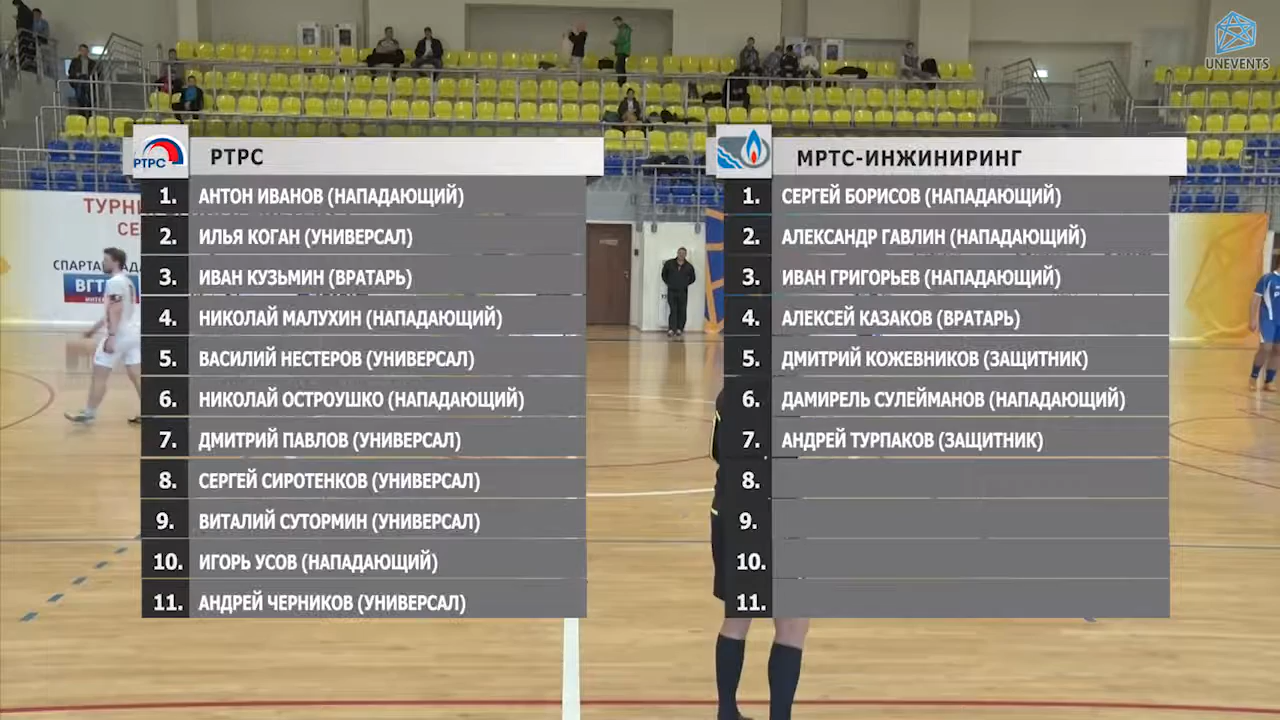 UNEVENTS
РТРС
РТРС
1. АНТОН ИВАНОВ (НАПАДАЮЩИЙ)
2. ИЛЬЯ КОГАН (УНИВЕРСАЛ)
3. ИВАН КУЗЬМИН (ВРАТАРЬ)
4. НИКОЛАЙ МАЛУХИН (НАПАДАЮЩИЙ)
5. ВАСИЛИЙ НЕСТЕРОВ (УНИВЕРСАЛ)
6. НИКОЛАЙ ОСТРОУШКО (НАПАДАЮЩИЙ)
7. ДМИТРИЙ ПАВЛОВ (УНИВЕРСАЛ)
8. СЕРГЕЙ СИРОТЕНКОВ (УНИВЕРСАЛ)
9. ВИТАЛИЙ СУТОРМИН (УНИВЕРСАЛ)
10. ИГОРЬ УСОВ (НАПАДАЮЩИЙ)
11. АНДРЕЙ ЧЕРНИКОВ (УНИВЕРСАЛ)
МРТС-ИНЖИНИРИНГ
1. СЕРГЕЙ БОРИСОВ (НАПАДАЮЩИЙ)
2. АЛЕКСАНДР ГАВЛИН (НАПАДАЮЩИЙ)
3. ИВАН ГРИГОРЬЕВ (НАПАДАЮЩИЙ)
4. АЛЕКСЕЙ КАЗАКОВ (ВРАТАРЬ)
5. ДМИТРИЙ КОЖЕВНИКОВ (ЗАЩИТНИК)
6. ДАМИРЕЛЬ СУЛЕЙМАНОВ (НАПАДАЮЩИЙ)
7. АНДРЕЙ ТУРПАКОВ (ЗАЩИТНИК)
8.
9.
10.
11.